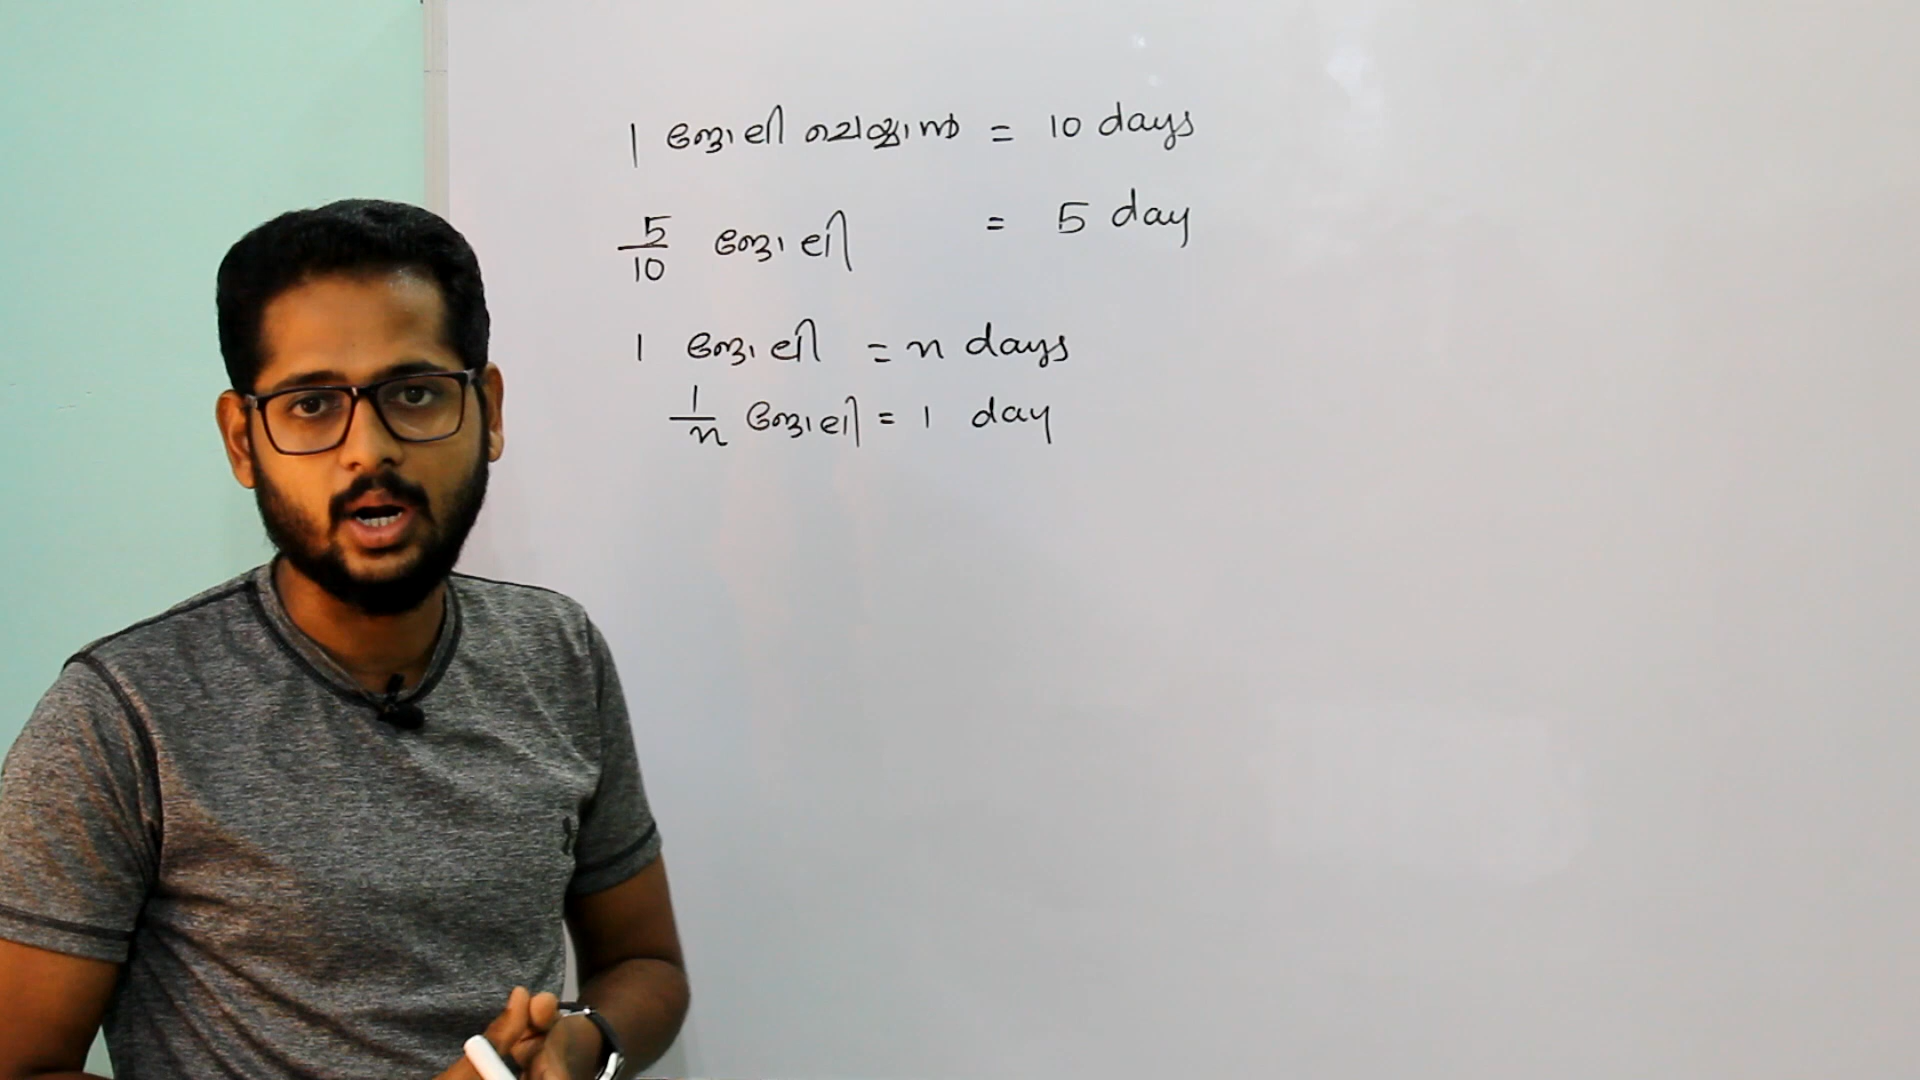 1 ജോലി ചെയ്യാൻ = 10 days
5/10 ജോലി = 5 day
1 ജോലി = n days
1/n ജോലി = 1 day